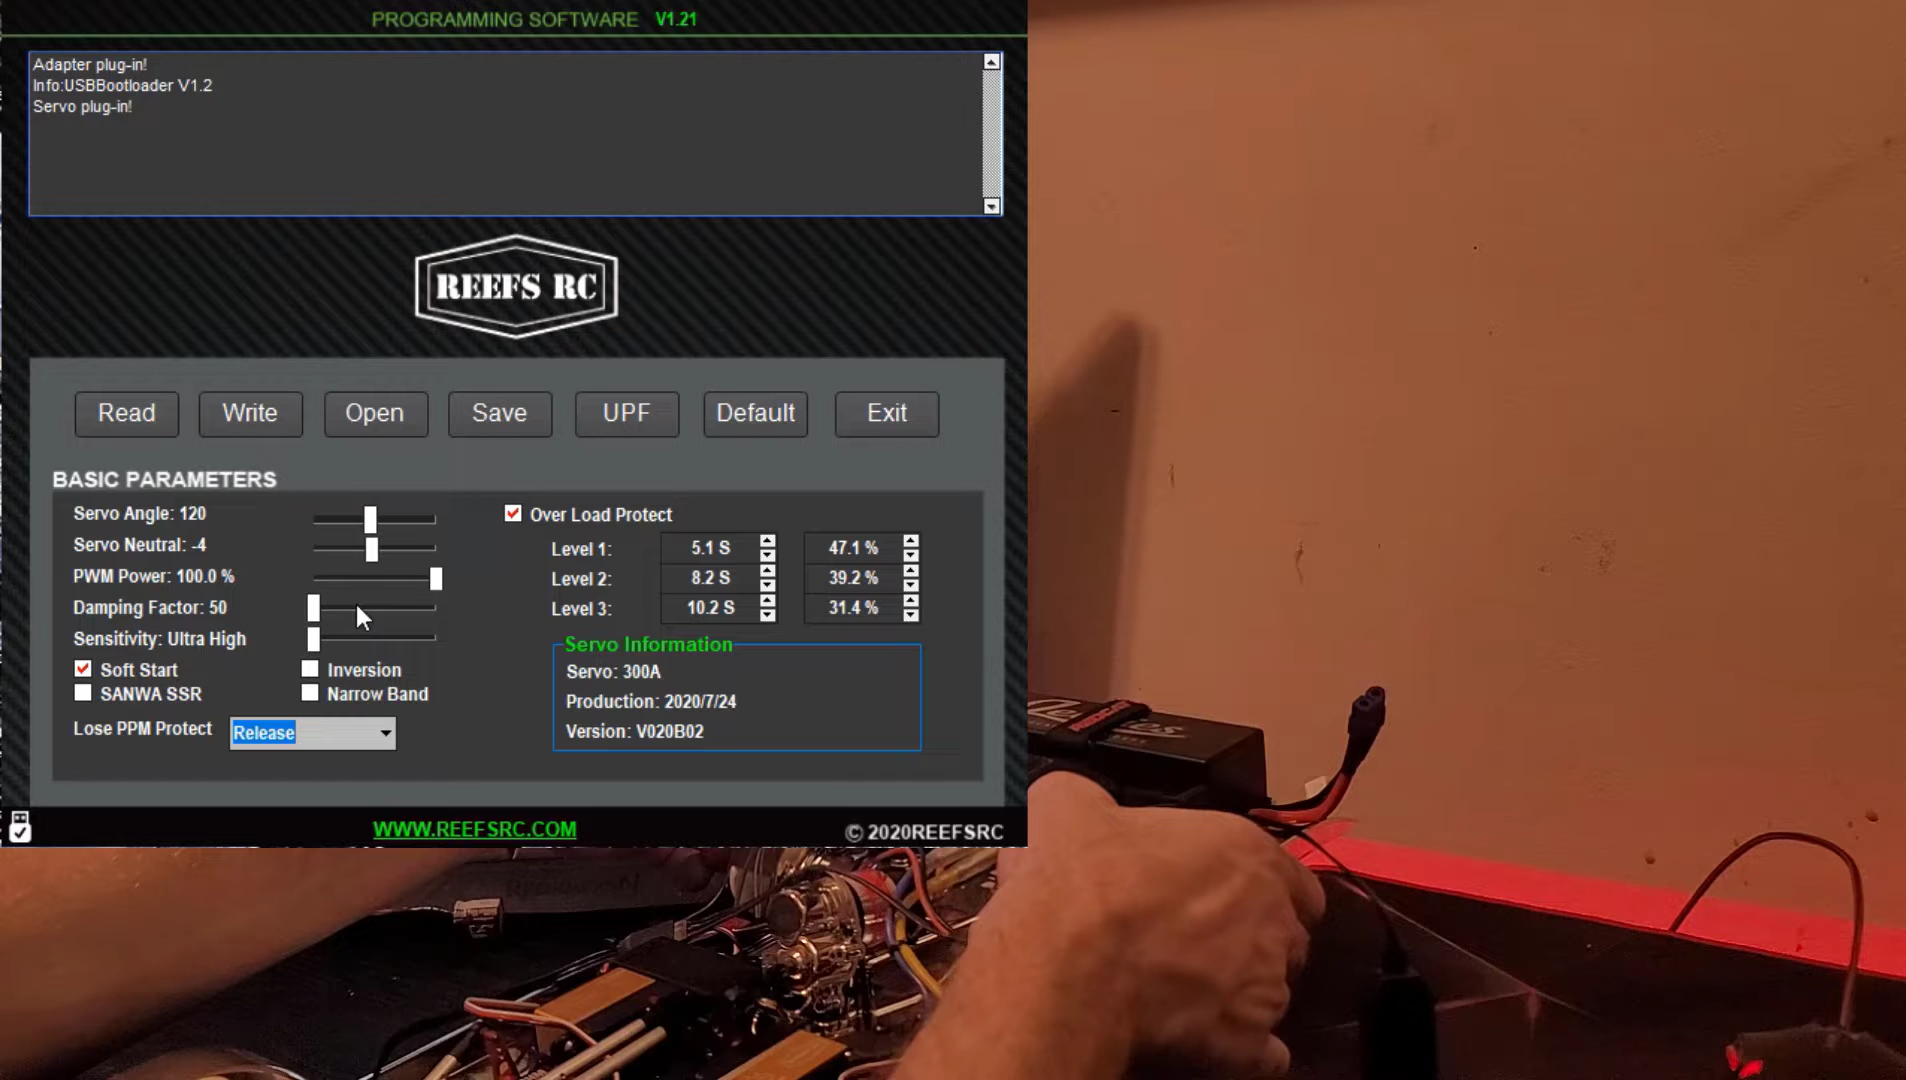 PROGRAMMING SOFTWARE V1.21
Adapter plug-in!
Info:USBBootloader V1.2
Servo plug-in!
REEFS RC
Read Write Open Save UPF Default Exit
BASIC PARAMETERS
Servo Angle: 120
Servo Neutral: -4
PWM Power: 100.0 %
Damping Factor: 50
Sensitivity: Ultra High
Soft Start Inversion
SANWA SSR Narrow Band
Lose PPM Protect Release
Over Load Protect
Level 1: 5.1 S 47.1 %
Level 2: 8.2 S 39.2 %
Level 3: 10.2 S 31.4 %
Servo Information
Servo: 300A
Production: 2020/7/24
Version: V020B02
WWW.REEFSRC.COM
© 2020REEFSRC